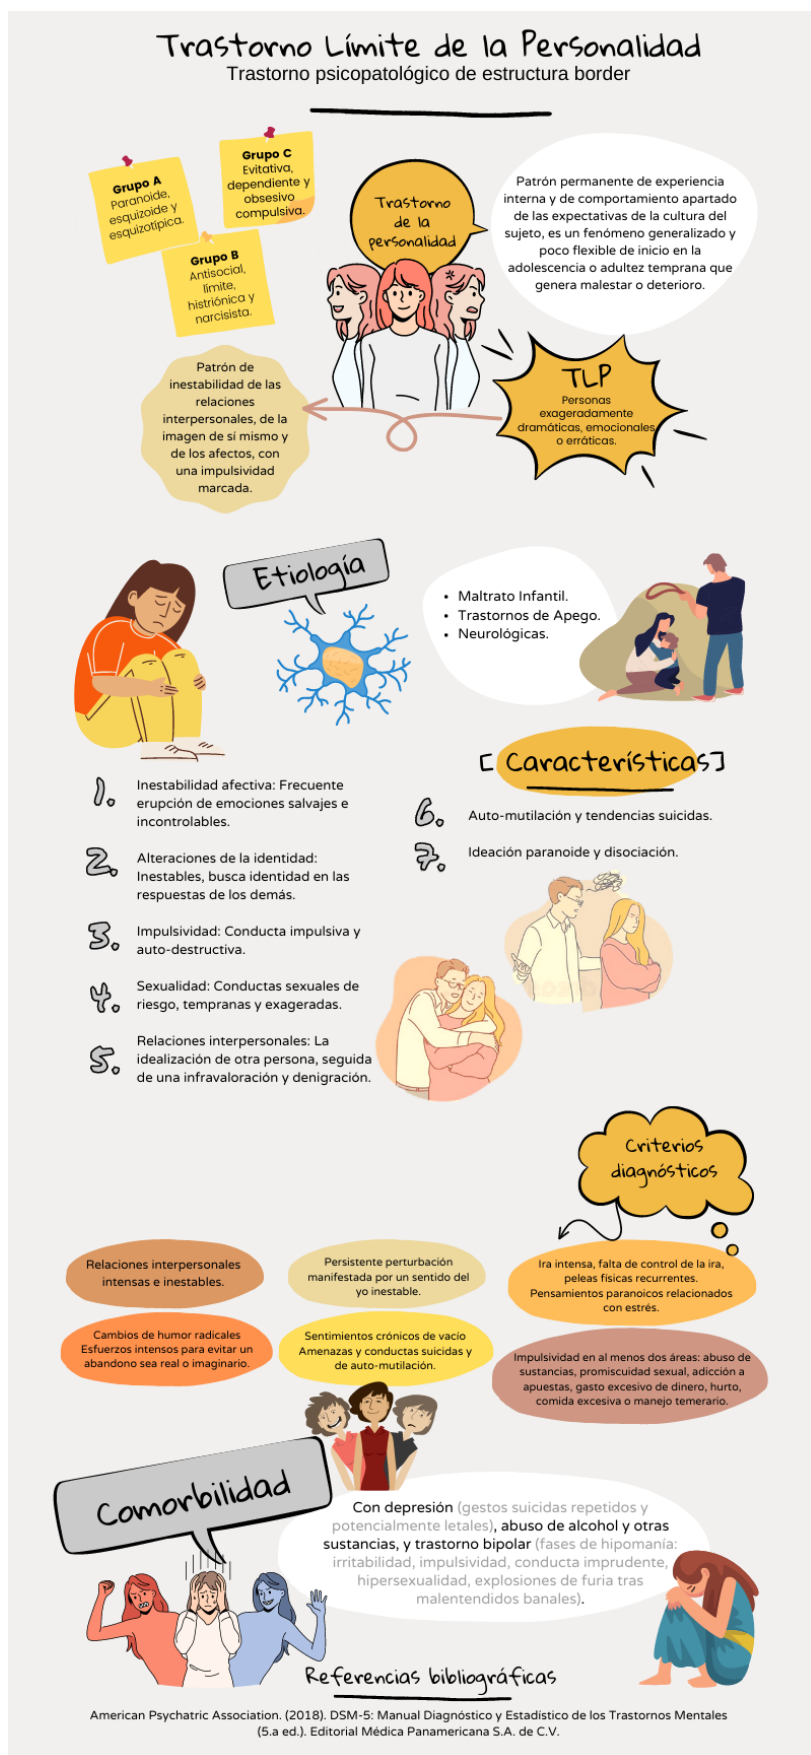 Trastorno Límite de la Personalidad
Trastorno psicopatológico de estructura border
Grupo A
Paranoide,
esquizoide y
esquizotípica.
Grupo C
Evitativa,
dependiente y
obsesivo
compulsiva.
Grupo B
Antisocial,
límite,
histriónica y
narcisista.
Trastorno
de la
personalidad
Patrón permanente de experiencia
interna y de comportamiento apartado
de las expectativas de la cultura del
sujeto, es un fenómeno generalizado y
poco flexible de inicio en la
adolescencia o adultez temprana que
genera malestar o deterioro.
TLP
Personas
exageradamente
dramáticas, emocionales
o erráticas.
Patrón de
inestabilidad de las
relaciones
interpersonales, de la
imagen de sí mismo y
de los afectos, con
una impulsividad
marcada.
Etiología
• Maltrato Infantil.
• Trastornos de Apego.
• Neurológicas.
[Características]
1. Inestabilidad afectiva: Frecuente
erupción de emociones salvajes e
incontrolables.
2. Alteraciones de la identidad:
Inestables, busca identidad en las
respuestas de los demás.
3. Impulsividad: Conducta impulsiva y
auto-destructiva.
4. Sexualidad: Conductas sexuales de
riesgo, tempranas y exageradas.
5. Relaciones interpersonales: La
idealización de otra persona, seguida
de una infravaloración y denigración.
6. Auto-mutilación y tendencias suicidas.
7. Ideación paranoide y disociación.
Criterios
diagnósticos
Relaciones interpersonales
intensas e inestables.
Persistente perturbación
manifestada por un sentido del
yo inestable.
Ira intensa, falta de control de la ira,
peleas físicas recurrentes.
Pensamientos paranoicos relacionados
con estrés.
Cambios de humor radicales
Esfuerzos intensos para evitar un
abandono sea real o imaginario.
Sentimientos crónicos de vacío
Amenazas y conductas suicidas y
de auto-mutilación.
Impulsividad en al menos dos áreas: abuso de
sustancias, promiscuidad sexual, adicción a
apuestas, gasto excesivo de dinero, hurto,
comida excesiva o manejo temerario.
Comorbilidad
Con depresión (gestos suicidas repetidos y
potencialmente letales), abuso de alcohol y otras
sustancias, y trastorno bipolar (fases de hipomanía:
irritabilidad, impulsividad, conducta imprudente,
hipersexualidad, explosiones de furia tras
malentendidos banales).
Referencias bibliográficas
American Psychatric Association. (2018). DSM-5: Manual Diagnóstico y Estadístico de los Trastornos Mentales
(5.a ed.). Editorial Médica Panamericana S.A. de C.V.